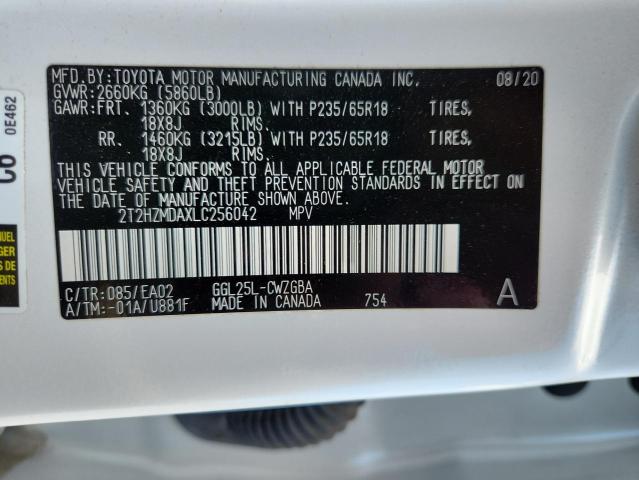 MFD.BY:TOYOTA MOTOR MANUFACTURING CANADA INC. 08/20
GVWR:2660KG (5860LB)
GAWR:FRT. 1360KG (3000LB) WITH P235/65R18 TIRES,
18X8J RIMS.
RR. 1460KG (3215LB) WITH P235/65R18 TIRES,
18X8J RIMS.
THIS VEHICLE CONFORMS TO ALL APPLICABLE FEDERAL MOTOR
VEHICLE SAFETY AND THEFT PREVENTION STANDARDS IN EFFECT ON
THE DATE OF MANUFACTURE SHOWN ABOVE.
2T2HZMDAXLC256042 MPV
C/TR:085/EA02 GGL25L-CWZGBA
A/TM:-01A/U881F MADE IN CANADA 754 A
0E462